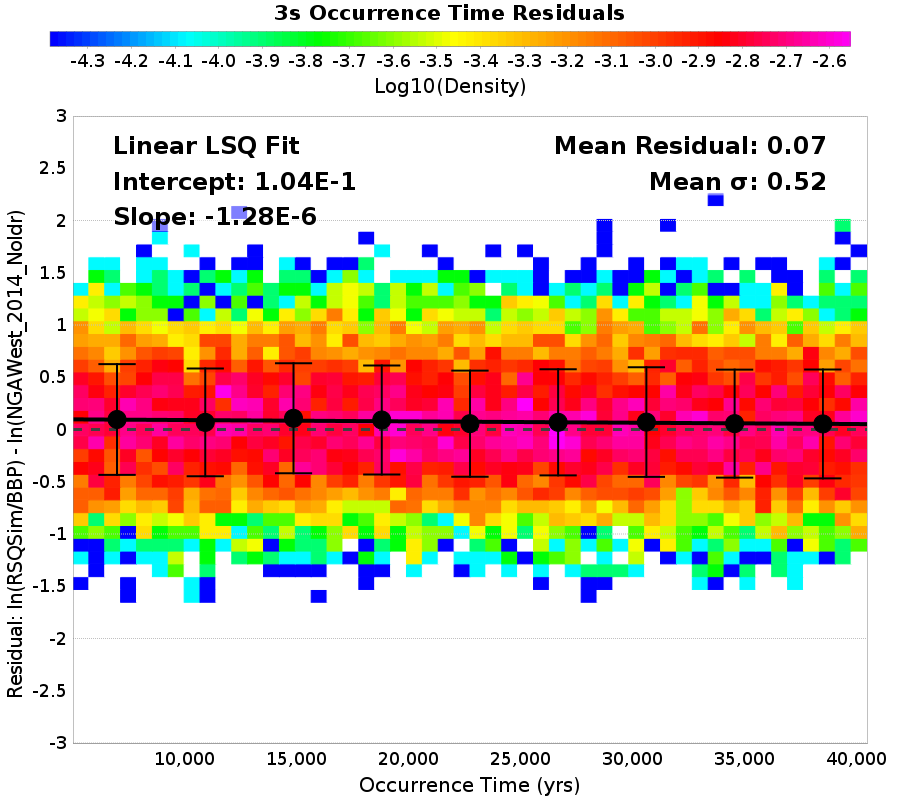 3s Occurrence Time Residuals
-4.3 -4.2 -4.1 -4.0 -3.9 -3.8 -3.7 -3.6 -3.5 -3.4 -3.3 -3.2 -3.1 -3.0 -2.9 -2.8 -2.7 -2.6
Log10(Density)
Linear LSQ Fit
Intercept: 1.04E-1
Slope: -1.28E-6
Mean Residual: 0.07
Mean σ: 0.52
Residual: ln(RSQSim/BBP) - ln(NGAWest_2014_NoIdr)
3
2.5
2
1.5
1
0.5
0
-0.5
-1
-1.5
-2
-2.5
-3
10,000 15,000 20,000 25,000 30,000 35,000 40,000
Occurrence Time (yrs)